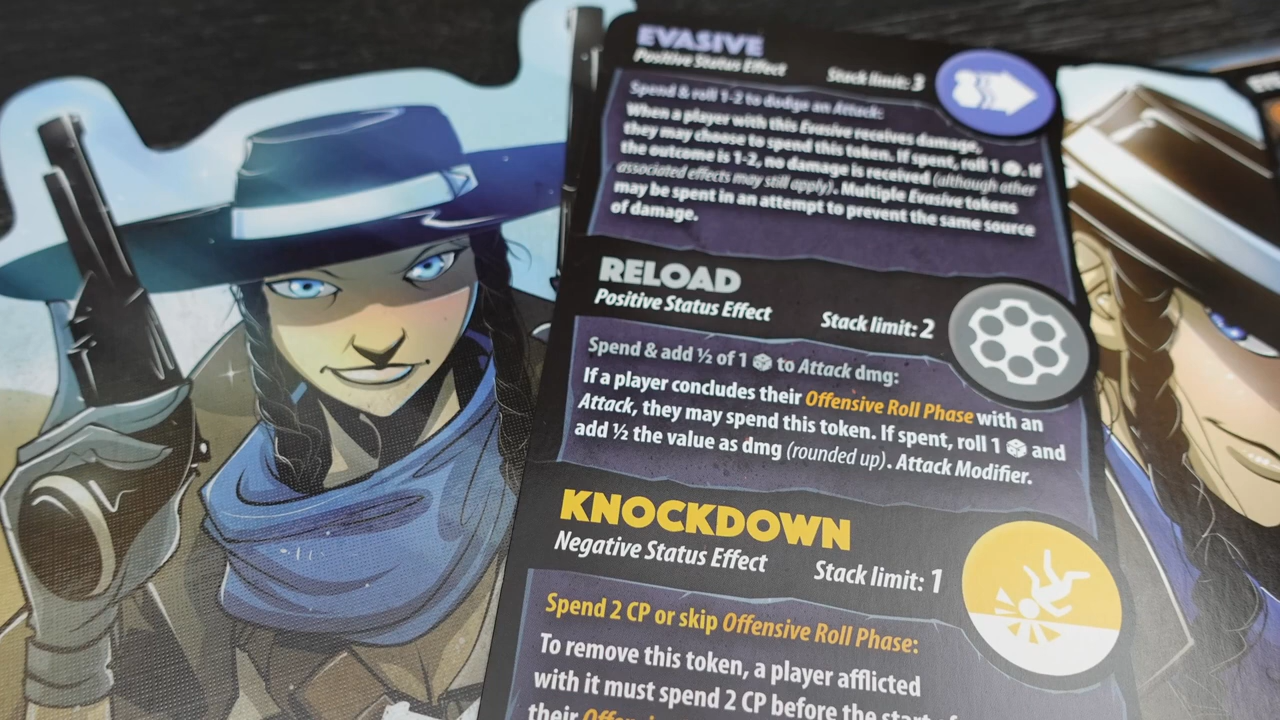 EVASIVE
Positive Status Effect Stack limit: 3
Spend & roll 1-2 to dodge an Attack:
When a player with this Evasive receives damage,
they may choose to spend this token. If spent, roll 1 . If
the outcome is 1-2, no damage is received (although other
associated effects may still apply). Multiple Evasive tokens
may be spent in an attempt to prevent the same source
of damage.
RELOAD
Positive Status Effect Stack limit: 2
Spend & add ½ of 1 to Attack dmg:
If a player concludes their Offensive Roll Phase with an
Attack, they may spend this token. If spent, roll 1 and
add ½ the value as dmg (rounded up). Attack Modifier.
KNOCKDOWN
Negative Status Effect Stack limit: 1
Spend 2 CP or skip Offensive Roll Phase:
To remove this token, a player afflicted
with it must spend 2 CP before the start of
their